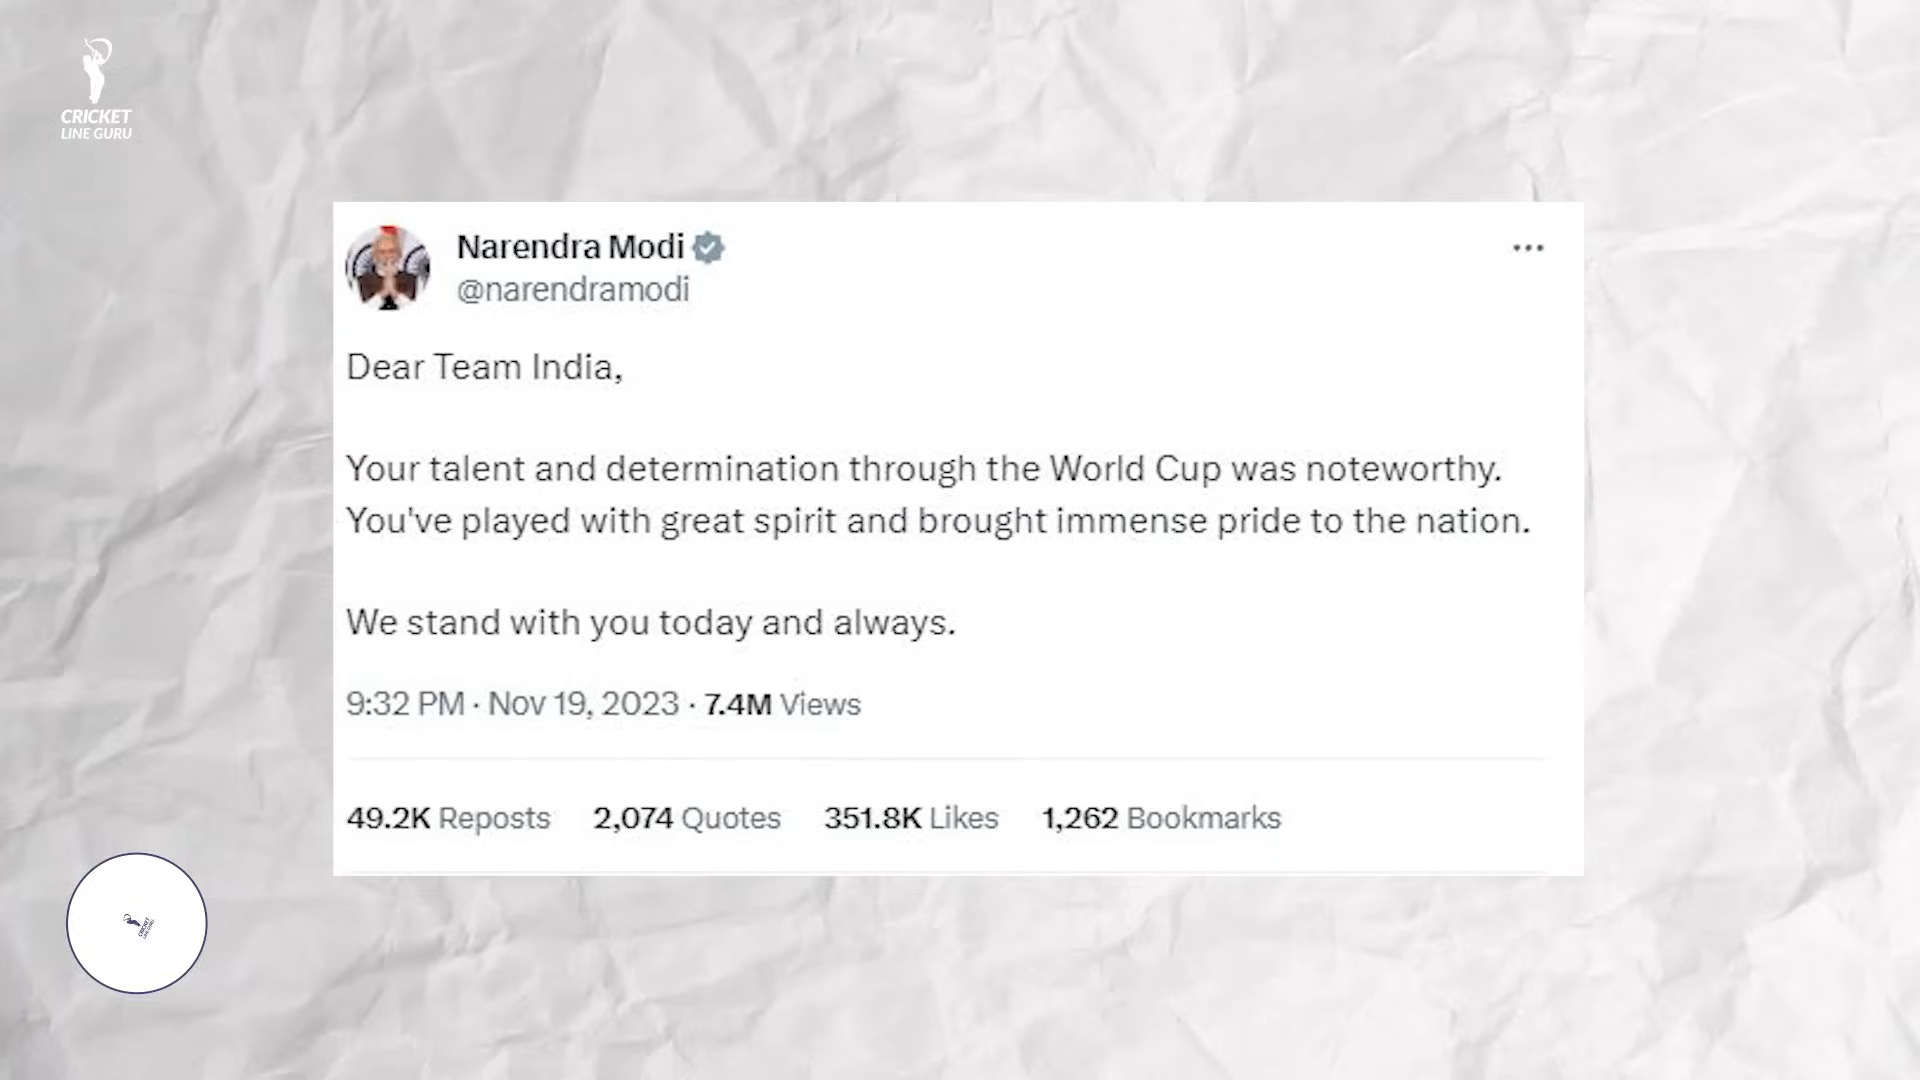 CRICKET
LINE GURU
Narendra Modi
@narendramodi
Dear Team India,
Your talent and determination through the World Cup was noteworthy.
You've played with great spirit and brought immense pride to the nation.
We stand with you today and always.
9:32 PM · Nov 19, 2023 · 7.4M Views
49.2K Reposts 2,074 Quotes 351.8K Likes 1,262 Bookmarks
CRICKET
LINE GURU